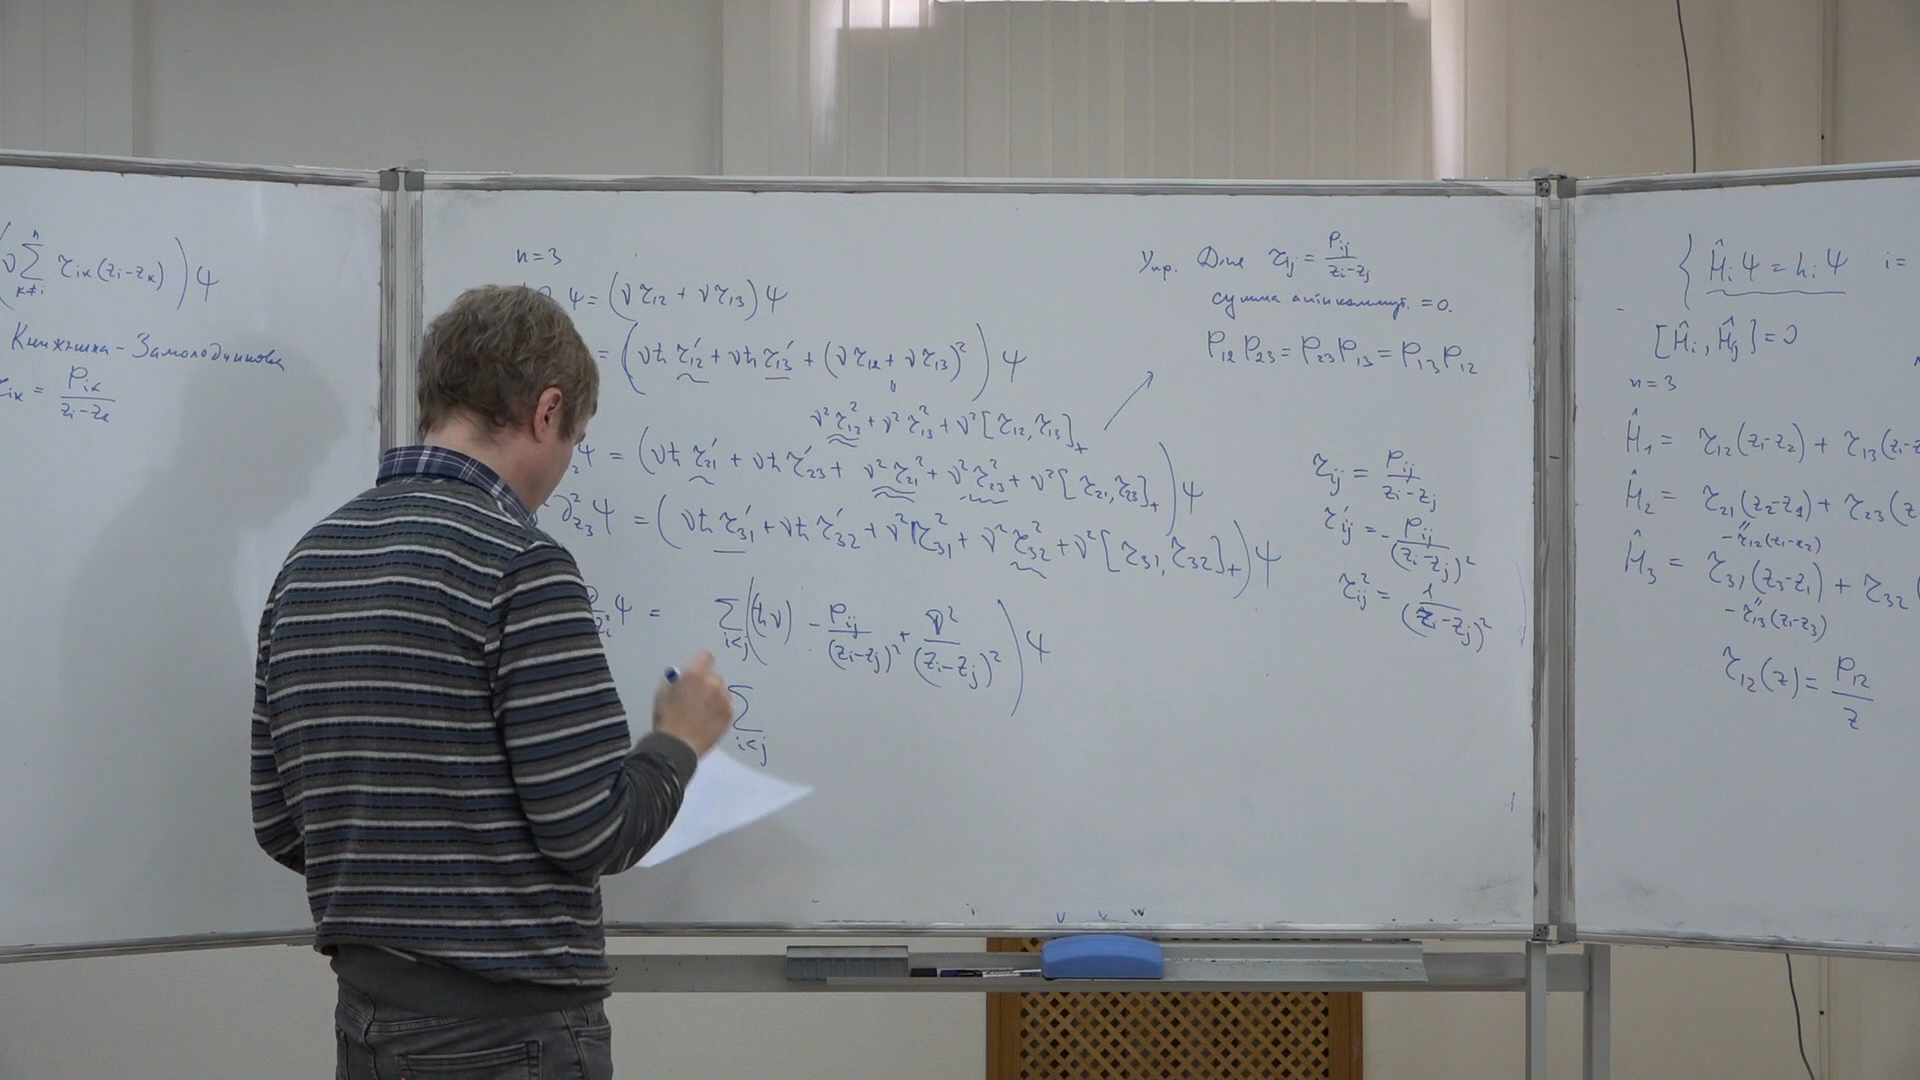 ν n∑k≠i r_ik(z_i-z_k) ) ψ
Книжника-Замолодчикова
r_ik = P_ik / (z_i-z_k)
n=3
ψ = (ν r_12 + ν r_13) ψ
= (νħ r'_12 + νħ r'_13 + (ν r_12 + ν r_13)²) ψ
ν² r²_12 + ν² r²_13 + ν² [r_12, r_13]_+
ψ = (νħ r'_21 + νħ r'_23 + ν² r²_21 + ν² r²_23 + ν² [r_21, r_23]_+) ψ
∂²_z3 ψ = (νħ r'_31 + νħ r'_32 + ν² r²_31 + ν² r²_32 + ν² [r_31, r_32]_+) ψ
ψ = ∑i<j ( (ħν) - P_ij / (z_i-z_j)² + ν² / (z_i-z_j)² ) ψ
∑i<j
Упр. Для r_ij = P_ij / (z_i-z_j)
сумма антикоммут. = 0.
P_12 P_23 = P_23 P_13 = P_13 P_12
r_ij = P_ij / (z_i-z_j)
r'_ij = - P_ij / (z_i-z_j)²
r²_ij = 1 / (z_i-z_j)²
{ Ĥ_i ψ = h_i ψ i=
[Ĥ_i, Ĥ_j] = 0
n=3
Ĥ_1 = r_12(z_1-z_2) + r_13(z_1-z
Ĥ_2 = r_21(z_2-z_1) + r_23(z
-r_12(z_1-z_2)
Ĥ_3 = r_31(z_3-z_1) + r_32
-r_13(z_1-z_3)
r_12(z) = P_12 / z